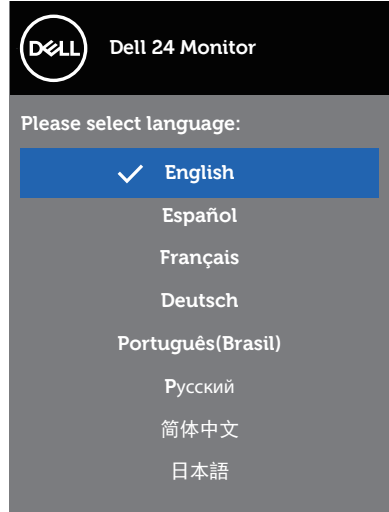 DELL
Dell 24 Monitor
Please select language:
English
Español
Français
Deutsch
Português(Brasil)
Русский
简体中文
日本語